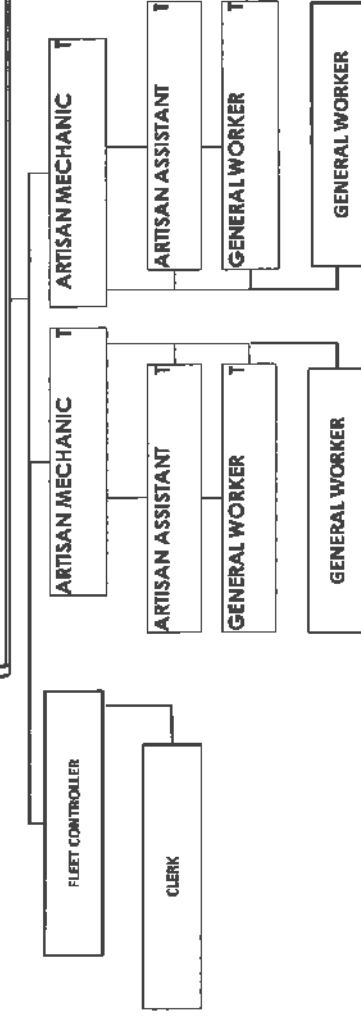 FLEET CONTROLLER
CLERK
ARTISAN MECHANIC T
ARTISAN ASSISTANT T
GENERAL WORKER T
GENERAL WORKER
ARTISAN MECHANIC T
ARTISAN ASSISTANT T
GENERAL WORKER T
GENERAL WORKER